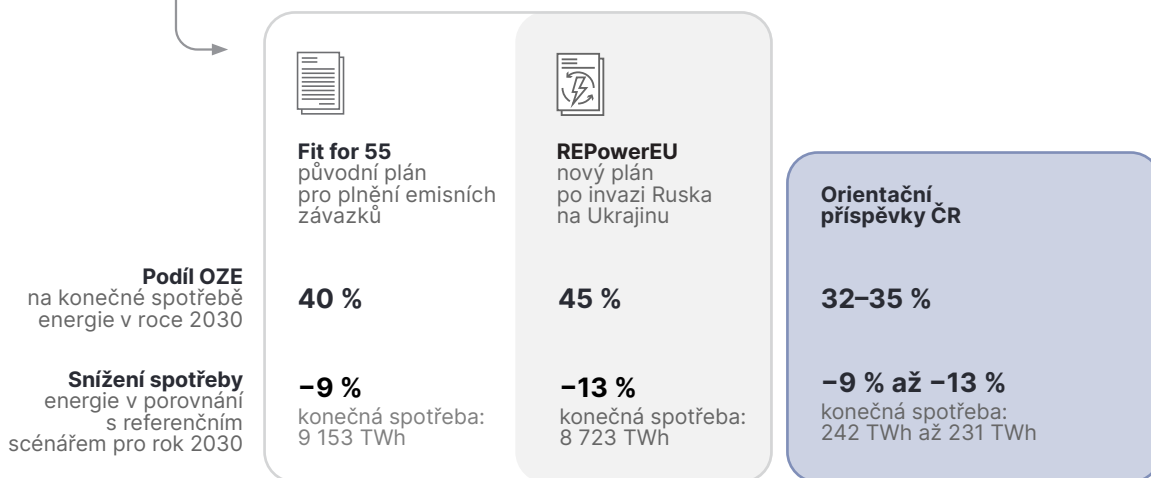 Fit for 55
původní plán
pro plnění emisních
závazků
REPowerEU
nový plán
po invazi Ruska
na Ukrajinu
Orientační
příspěvky ČR
Podíl OZE
na konečné spotřebě
energie v roce 2030
40 %
45 %
32–35 %
Snížení spotřeby
energie v porovnání
s referenčním
scénářem pro rok 2030
−9 %
konečná spotřeba:
9 153 TWh
−13 %
konečná spotřeba:
8 723 TWh
−9 % až −13 %
konečná spotřeba:
242 TWh až 231 TWh